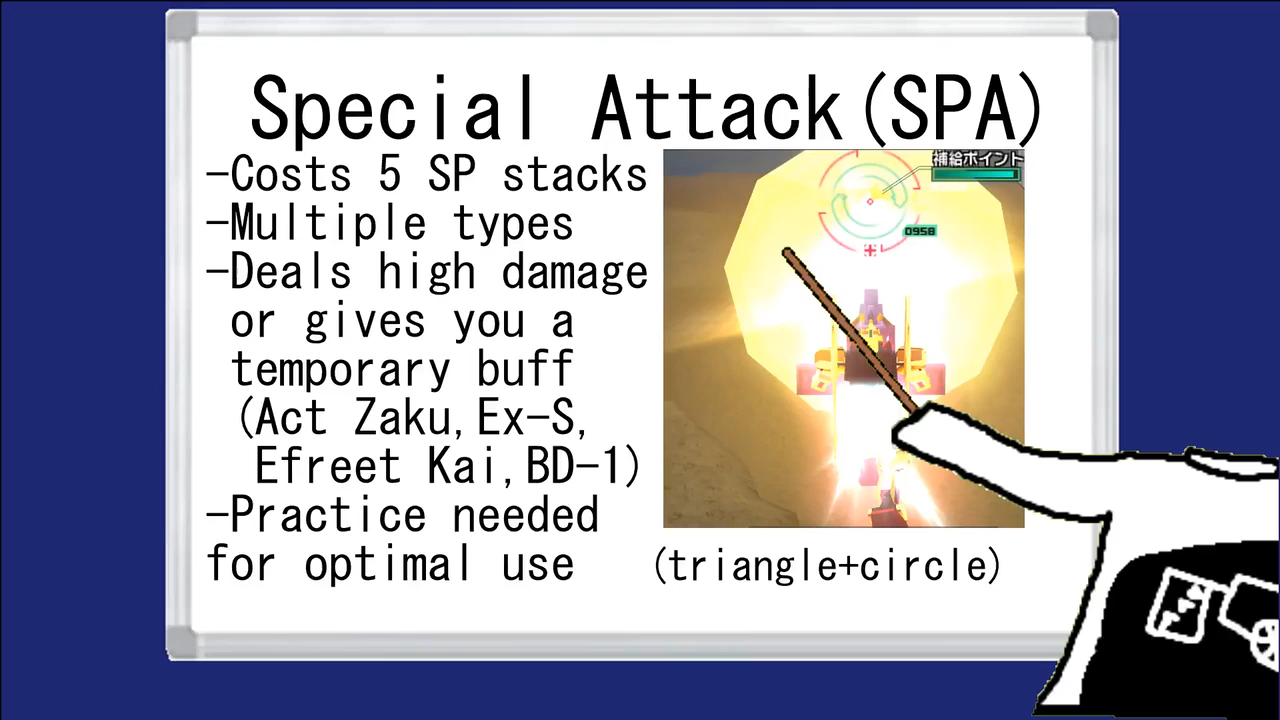 Special Attack(SPA)
-Costs 5 SP stacks
-Multiple types
-Deals high damage
or gives you a
temporary buff
(Act Zaku,Ex-S,
Efreet Kai,BD-1)
-Practice needed
for optimal use
補給ポイント
0958
(triangle+circle)